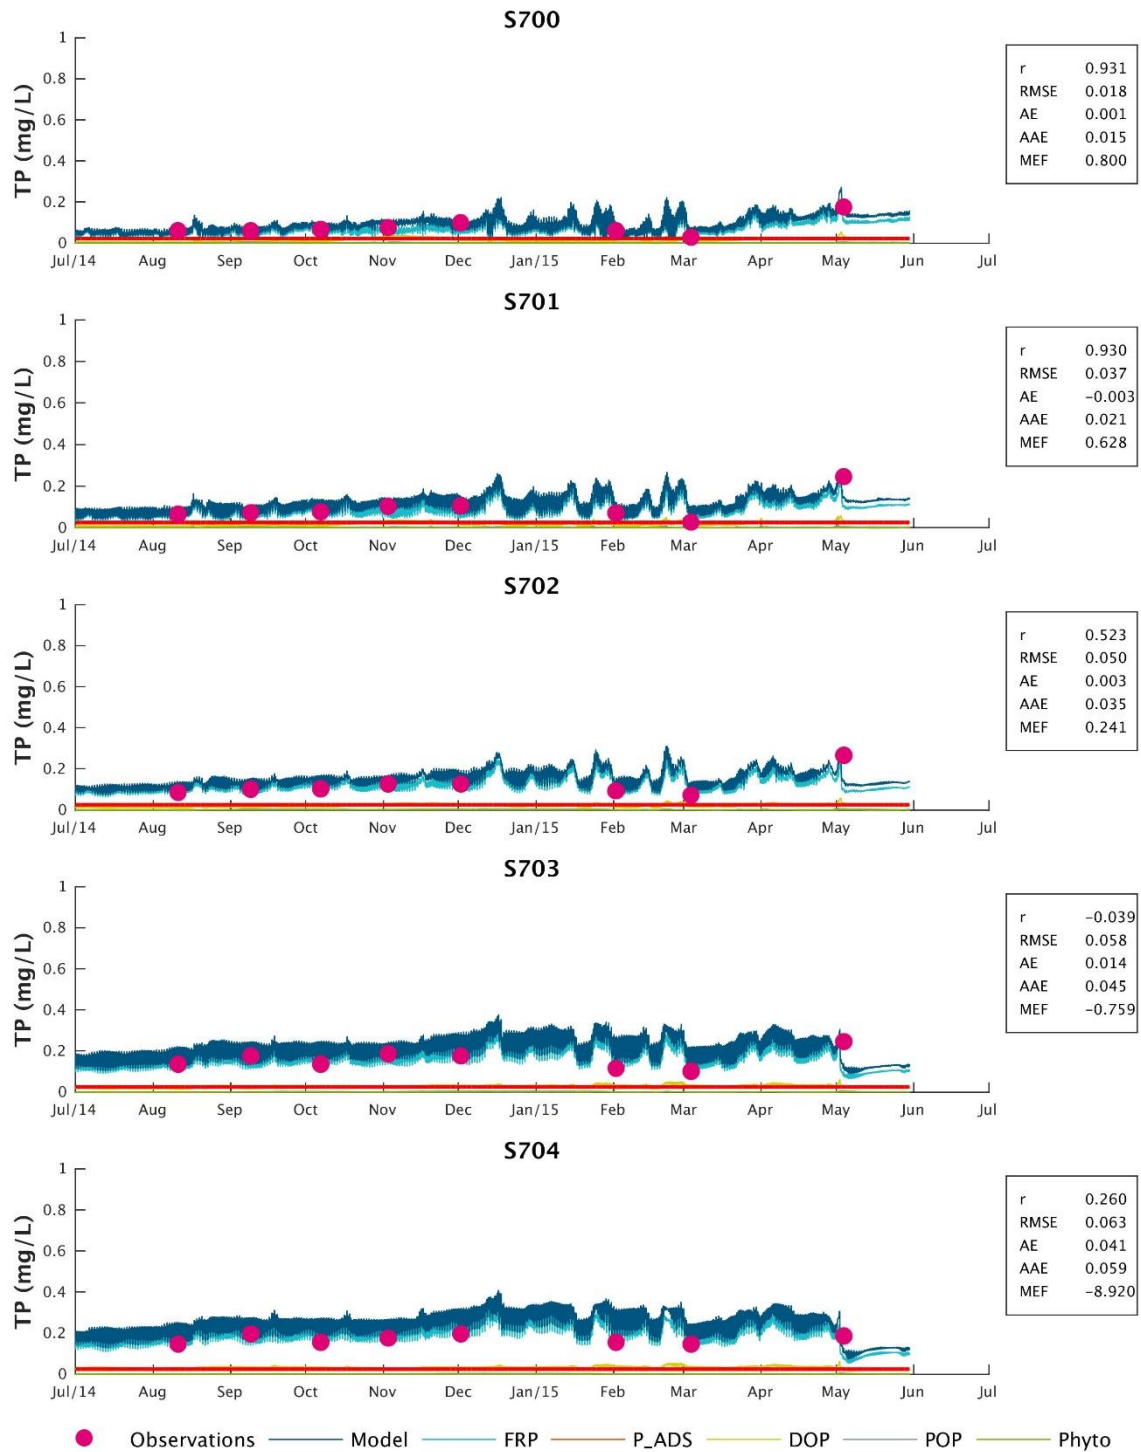 S700
TP (mg/L)
1
0.8
0.6
0.4
0.2
0
Jul/14 Aug Sep Oct Nov Dec Jan/15 Feb Mar Apr May Jun Jul
r 0.931
RMSE 0.018
AE 0.001
AAE 0.015
MEF 0.800
S701
TP (mg/L)
1
0.8
0.6
0.4
0.2
0
Jul/14 Aug Sep Oct Nov Dec Jan/15 Feb Mar Apr May Jun Jul
r 0.930
RMSE 0.037
AE -0.003
AAE 0.021
MEF 0.628
S702
TP (mg/L)
1
0.8
0.6
0.4
0.2
0
Jul/14 Aug Sep Oct Nov Dec Jan/15 Feb Mar Apr May Jun Jul
r 0.523
RMSE 0.050
AE 0.003
AAE 0.035
MEF 0.241
S703
TP (mg/L)
1
0.8
0.6
0.4
0.2
0
Jul/14 Aug Sep Oct Nov Dec Jan/15 Feb Mar Apr May Jun Jul
r -0.039
RMSE 0.058
AE 0.014
AAE 0.045
MEF -0.759
S704
TP (mg/L)
1
0.8
0.6
0.4
0.2
0
Jul/14 Aug Sep Oct Nov Dec Jan/15 Feb Mar Apr May Jun Jul
r 0.260
RMSE 0.063
AE 0.041
AAE 0.059
MEF -8.920
Observations Model FRP P_ADS DOP POP Phyto